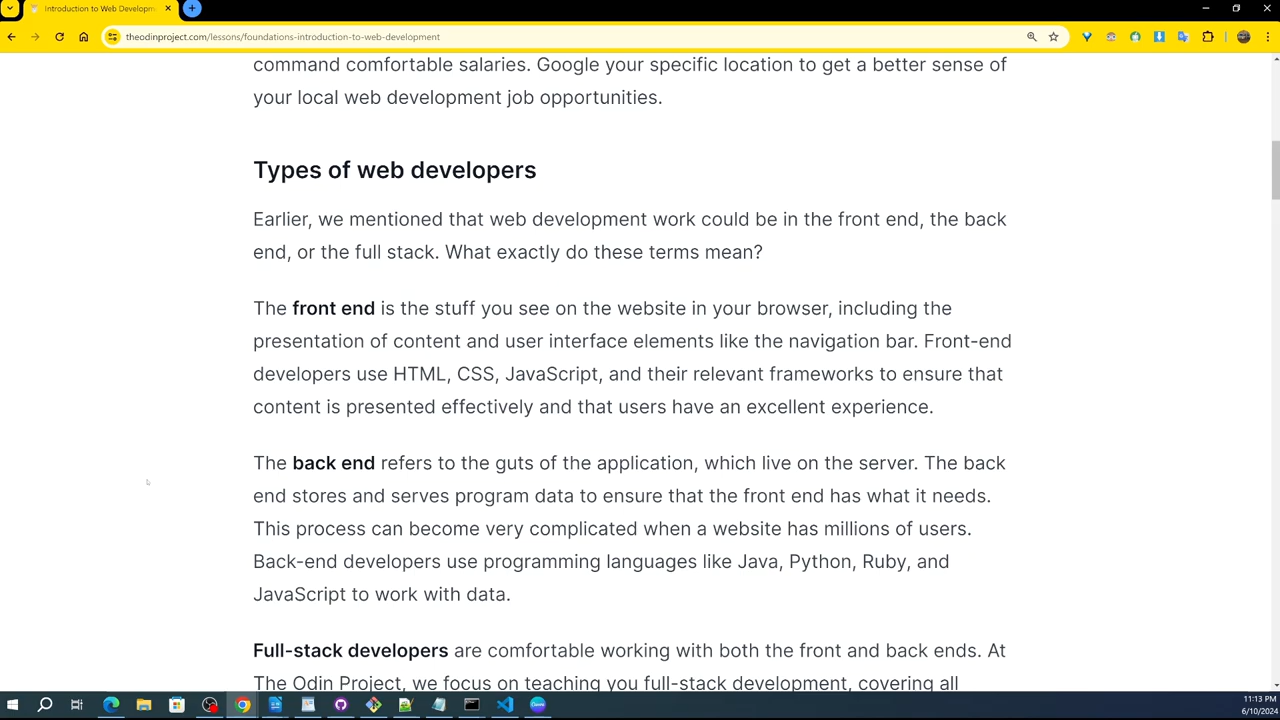 Introduction to Web Developm
theodinproject.com/lessons/foundations-introduction-to-web-development
command comfortable salaries. Google your specific location to get a better sense of
your local web development job opportunities.
Types of web developers
Earlier, we mentioned that web development work could be in the front end, the back
end, or the full stack. What exactly do these terms mean?
The front end is the stuff you see on the website in your browser, including the
presentation of content and user interface elements like the navigation bar. Front-end
developers use HTML, CSS, JavaScript, and their relevant frameworks to ensure that
content is presented effectively and that users have an excellent experience.
The back end refers to the guts of the application, which live on the server. The back
end stores and serves program data to ensure that the front end has what it needs.
This process can become very complicated when a website has millions of users.
Back-end developers use programming languages like Java, Python, Ruby, and
JavaScript to work with data.
Full-stack developers are comfortable working with both the front and back ends. At
The Odin Project, we focus on teaching you full-stack development, covering all
11:13 PM
6/10/2024